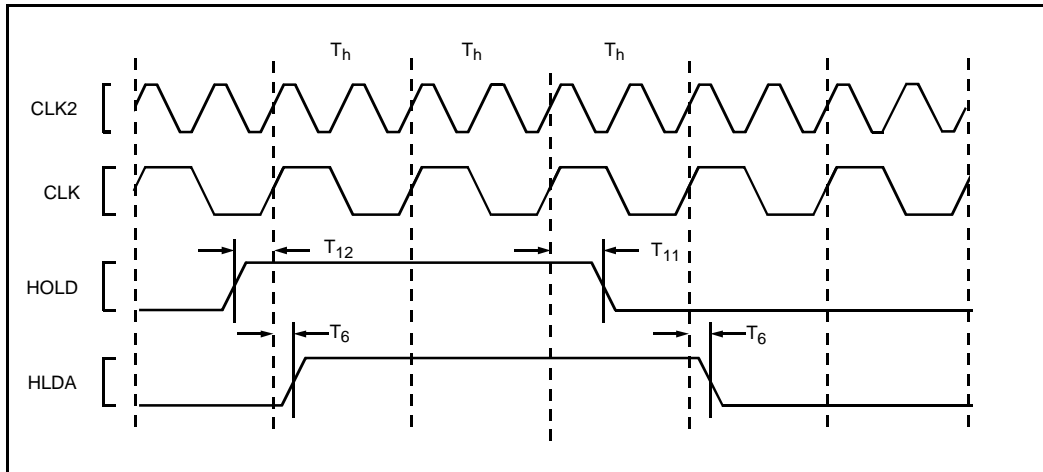 Th Th Th
CLK2
CLK
T12 T11
HOLD
T6 T6
HLDA